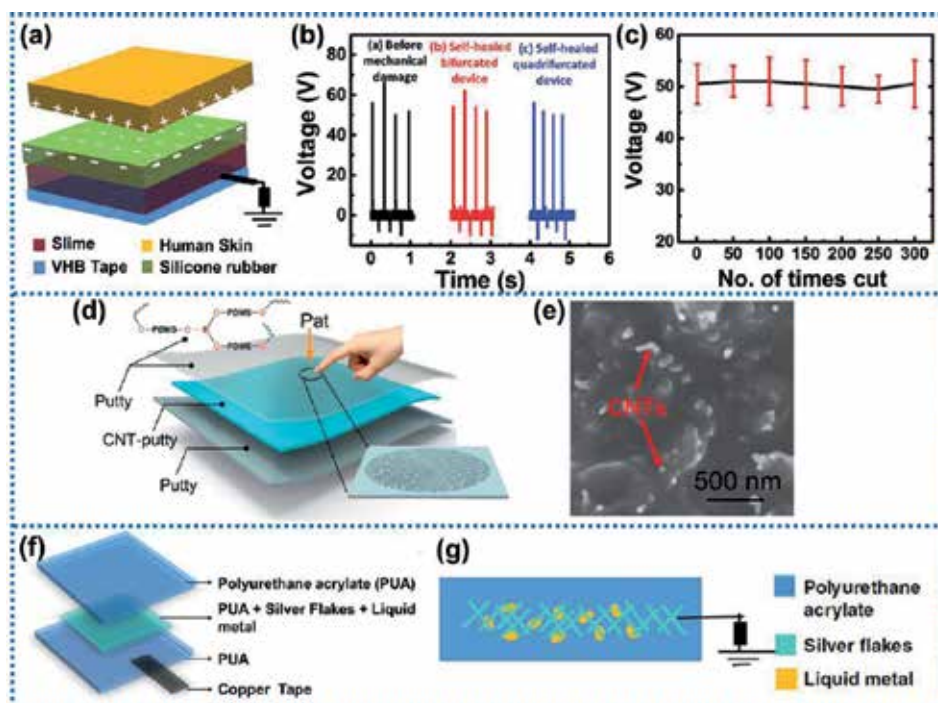 (a)
Slime
Human Skin
VHB Tape
Silicone rubber
(b)
Voltage (V)
80
60
40
20
0
(a) Before
mechanical
damage
(b) Self-healed
bifurcated
device
(c) Self-healed
quadrifurcated
device
0 1 2 3 4 5 6
Time (s)
(c)
Voltage (V)
60
50
40
30
20
0 50 100 150 200 250 300
No. of times cut
(d)
PDMS
PDMS
Pat
Putty
CNT-putty
Putty
(e)
CNTs
500 nm
(f)
Polyurethane acrylate (PUA)
PUA + Silver Flakes + Liquid
metal
PUA
Copper Tape
(g)
Polyurethane
acrylate
Silver flakes
Liquid metal